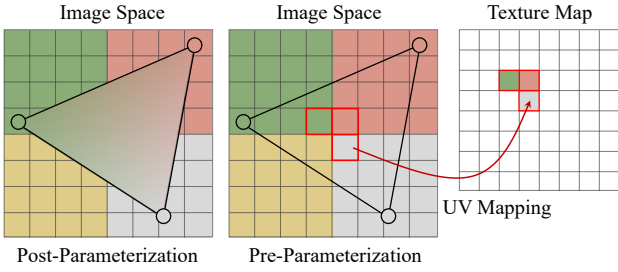 Image Space
Image Space
Texture Map
UV Mapping
Post-Parameterization
Pre-Parameterization